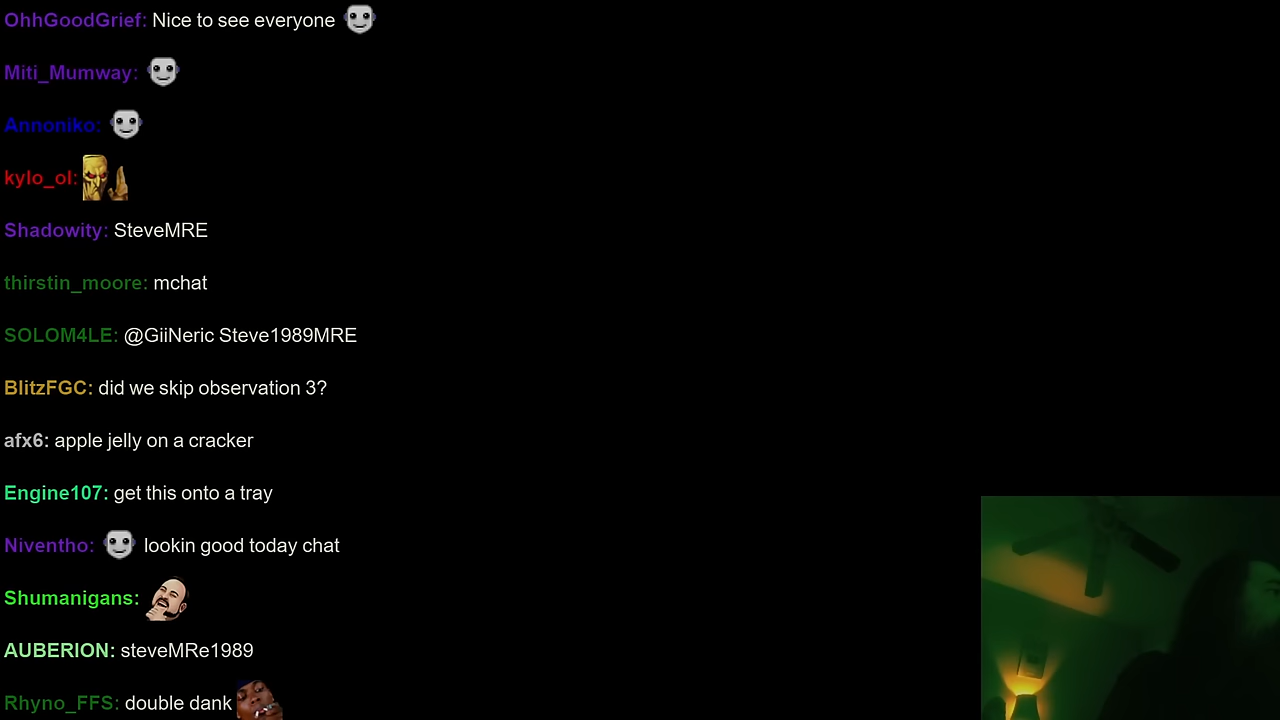 OhhGoodGrief: Nice to see everyone
Miti_Mumway:
Annoniko:
kylo_ol:
Shadowity: SteveMRE
thirstin_moore: mchat
SOLOM4LE: @GiiNeric Steve1989MRE
BlitzFGC: did we skip observation 3?
afx6: apple jelly on a cracker
Engine107: get this onto a tray
Niventho: lookin good today chat
Shumanigans:
AUBERION: steveMRe1989
Rhyno_FFS: double dank